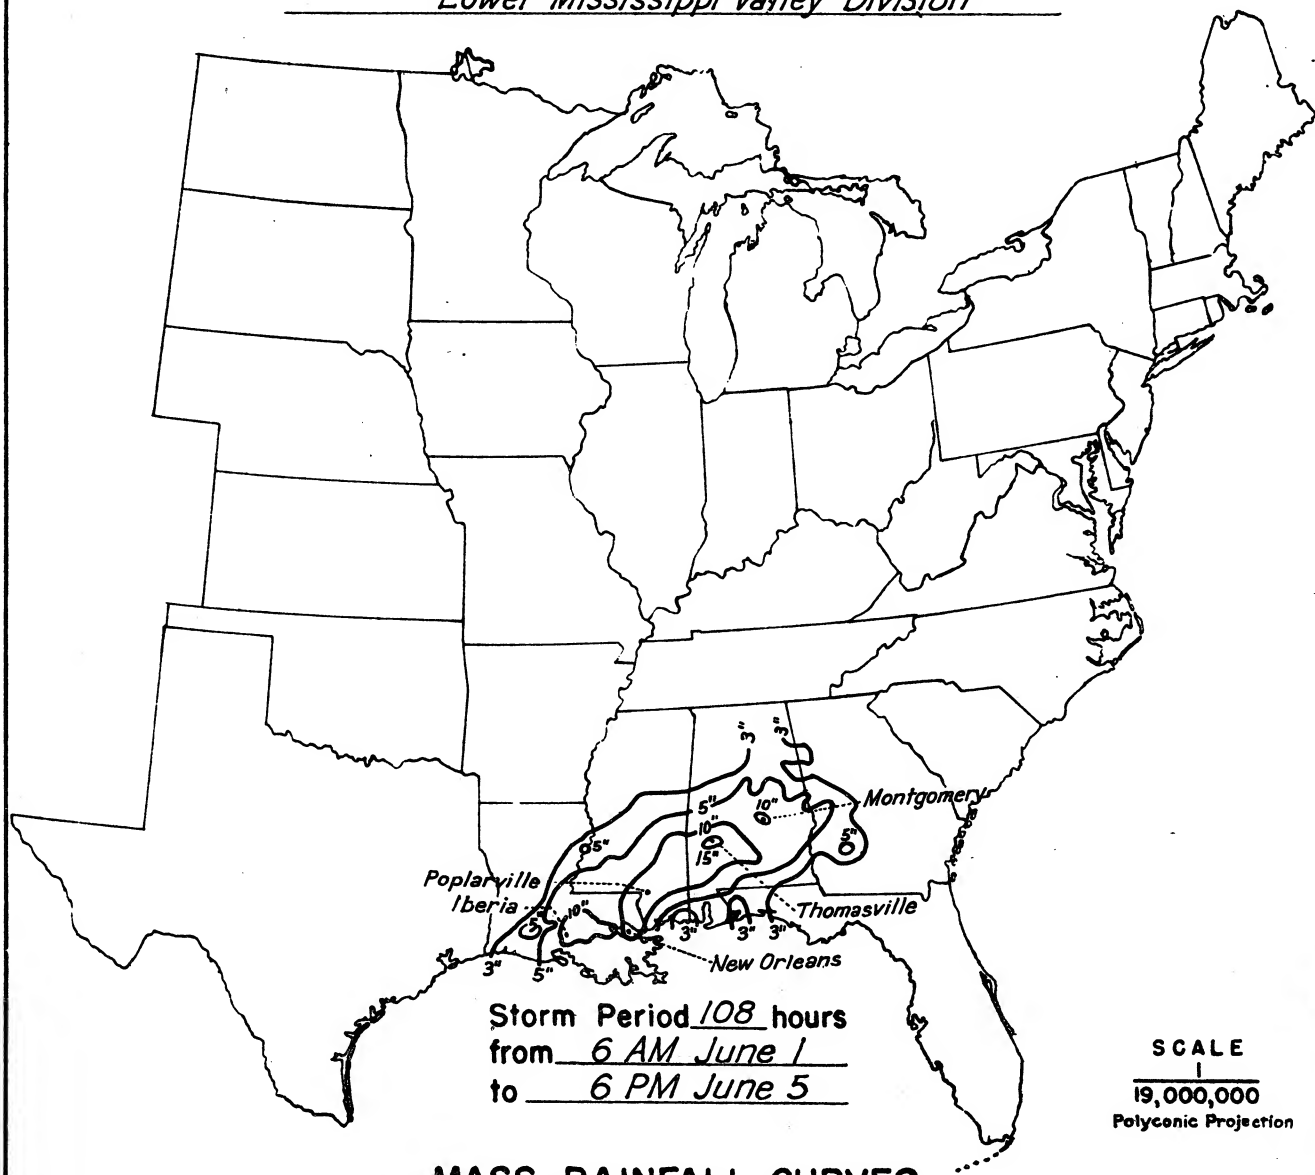 Lower Mississippi Valley Division
3" 3"
Montgomery
5" 10"
10"
15"
5"
5"
Poplarville
Iberia
10"
5"
Thomasville
3" 3" 3"
New Orleans
3" 5"
Storm Period 108 hours
from 6 AM June 1
to 6 PM June 5
SCALE
1
19,000,000
Polyconic Projection
MASS RAINFALL CURVES